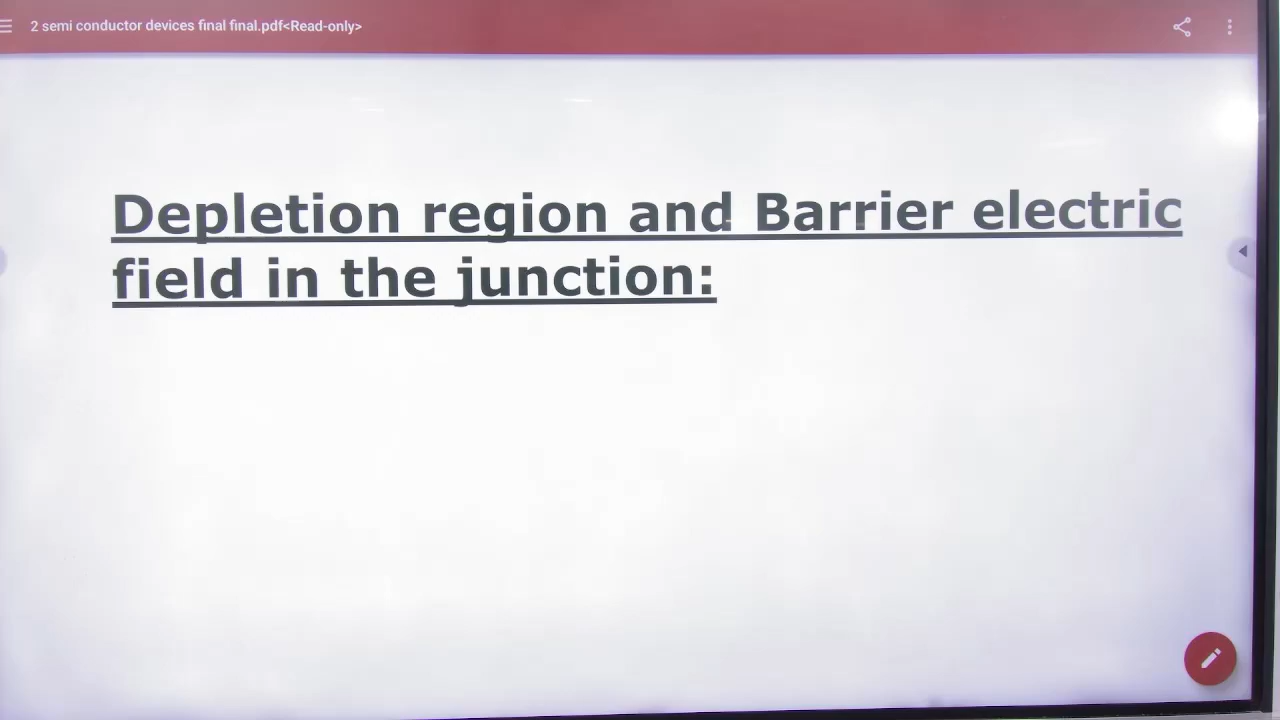 2 semi conductor devices final final.pdf<Read-only>
Depletion region and Barrier electric
field in the junction: